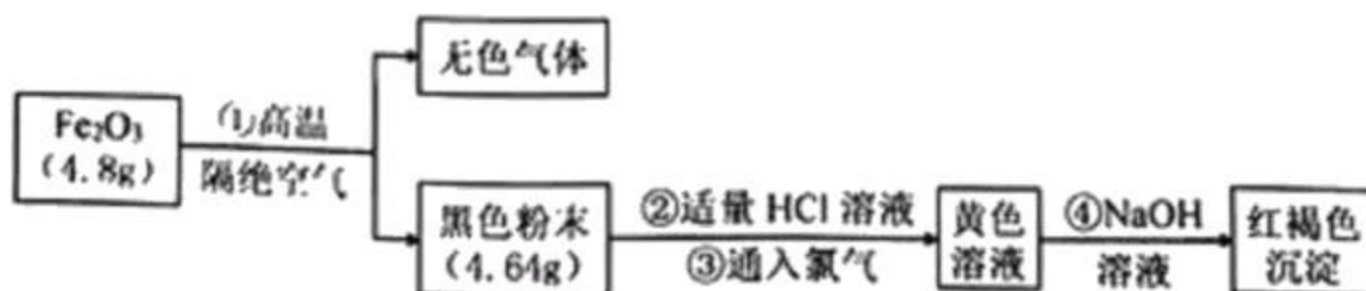 无色气体
Fe₂O₃
(4.8g)
(1)高温
隔绝空气
黑色粉末
(4.64g)
②适量 HCl 溶液
③通入氯气
黄色
溶液
④NaOH
溶液
红褐色
沉淀